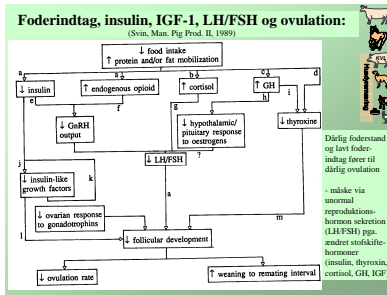 Foderindtag, insulin, IGF-1, LH/FSH og ovulation:
(Svin, Man. Pig Prod. II, 1989)
↓ food intake
↑ protein and/or fat mobilization
a
a
b
c
d
↓ insulin
↑ endogenous opioid
↑ cortisol
↑ GH
e
f
g
h
i
↓ GnRH
output
↓ hypothalamic/
pituitary response
to oestrogens
↓ thyroxine
?
↓ LH/FSH
j
k
↓ insulin-like
growth factors
a
↓ ovarian response
to gonadotrophins
m
l
↓ follicular development
↓ ovulation rate
↑ weaning to remating interval
KVL
Husdyrernæring
Dårlig foderstand
og lavt foder-
indtag fører til
dårlig ovulation
- måske via
unormal
reproduktions-
hormon sekretion
(LH/FSH) pga.
ændret stofskifte-
hormoner
(insulin, thyroxin,
cortisol, GH, IGF